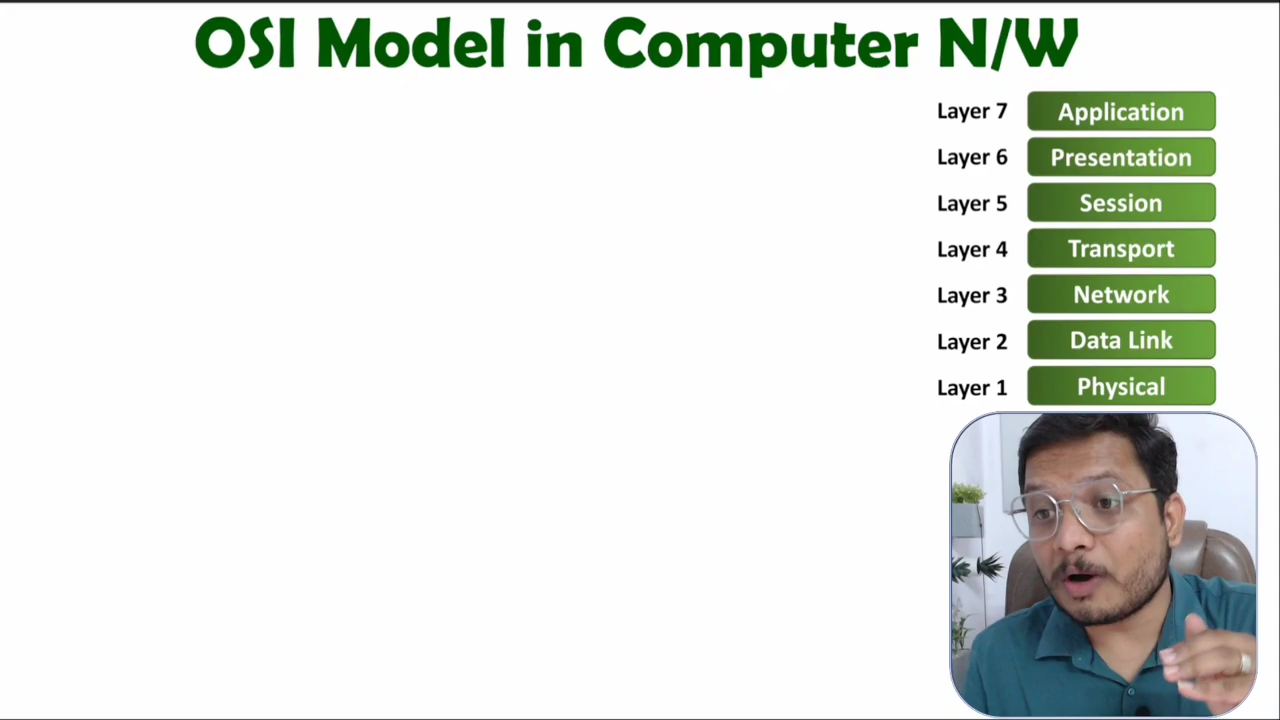 OSI Model in Computer N/W
Layer 7 Application
Layer 6 Presentation
Layer 5 Session
Layer 4 Transport
Layer 3 Network
Layer 2 Data Link
Layer 1 Physical